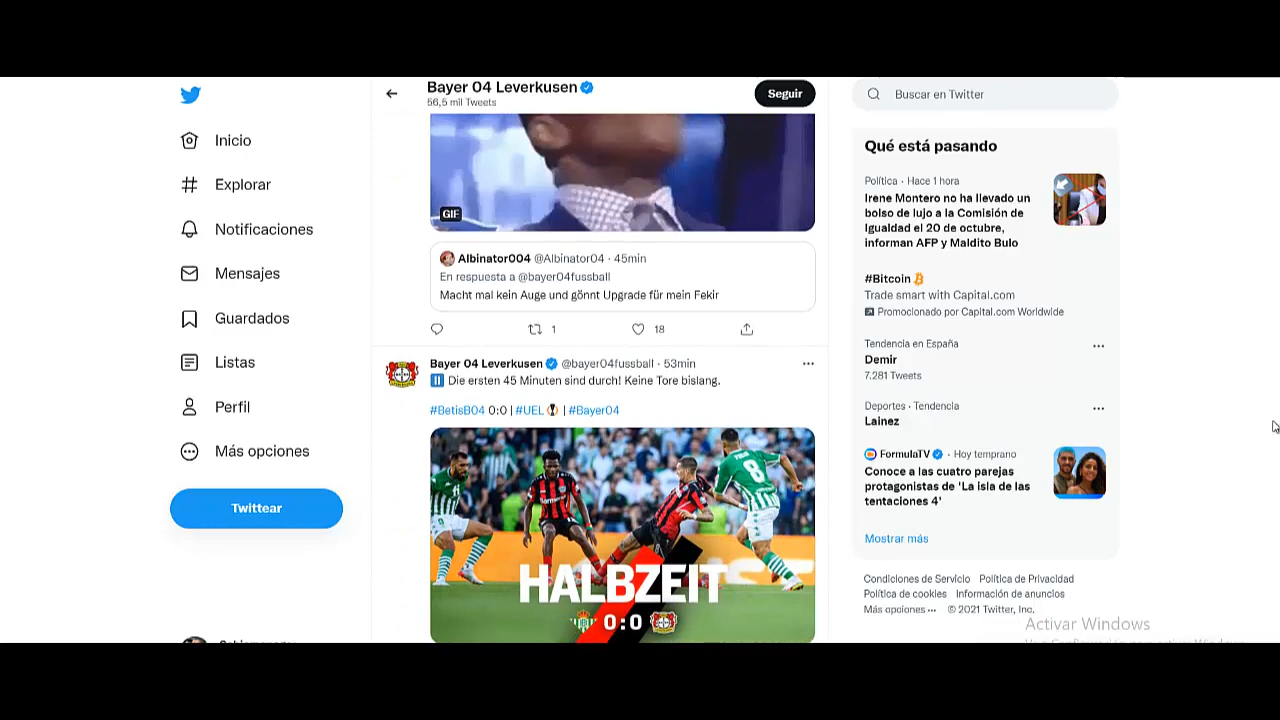 Bayer 04 Leverkusen
56,5 mil Tweets
Seguir
Buscar en Twitter
Inicio
Explorar
Notificaciones
Mensajes
Guardados
Listas
Perfil
Más opciones
Twittear
GIF
Albinator004 @Albinator04 · 45min
En respuesta a @bayer04fussball
Macht mal kein Auge und gönnt Upgrade für mein Fekir
1
18
Bayer 04 Leverkusen @bayer04fussball · 53min
Die ersten 45 Minuten sind durch! Keine Tore bislang.
#BetisB04 0:0 | #UEL | #Bayer04
8
HALBZEIT
0:0
Qué está pasando
Política · Hace 1 hora
Irene Montero no ha llevado un
bolso de lujo a la Comisión de
Igualdad el 20 de octubre,
informan AFP y Maldito Bulo
#Bitcoin
Trade smart with Capital.com
Promocionado por Capital.com Worldwide
Tendencia en España
Demir
7.281 Tweets
Deportes · Tendencia
Lainez
FormulaTV · Hoy temprano
Conoce a las cuatro parejas
protagonistas de 'La isla de las
tentaciones 4'
Mostrar más
Condiciones de Servicio Política de Privacidad
Política de cookies Información de anuncios
Más opciones ··· © 2021 Twitter, Inc.
Activar Windows